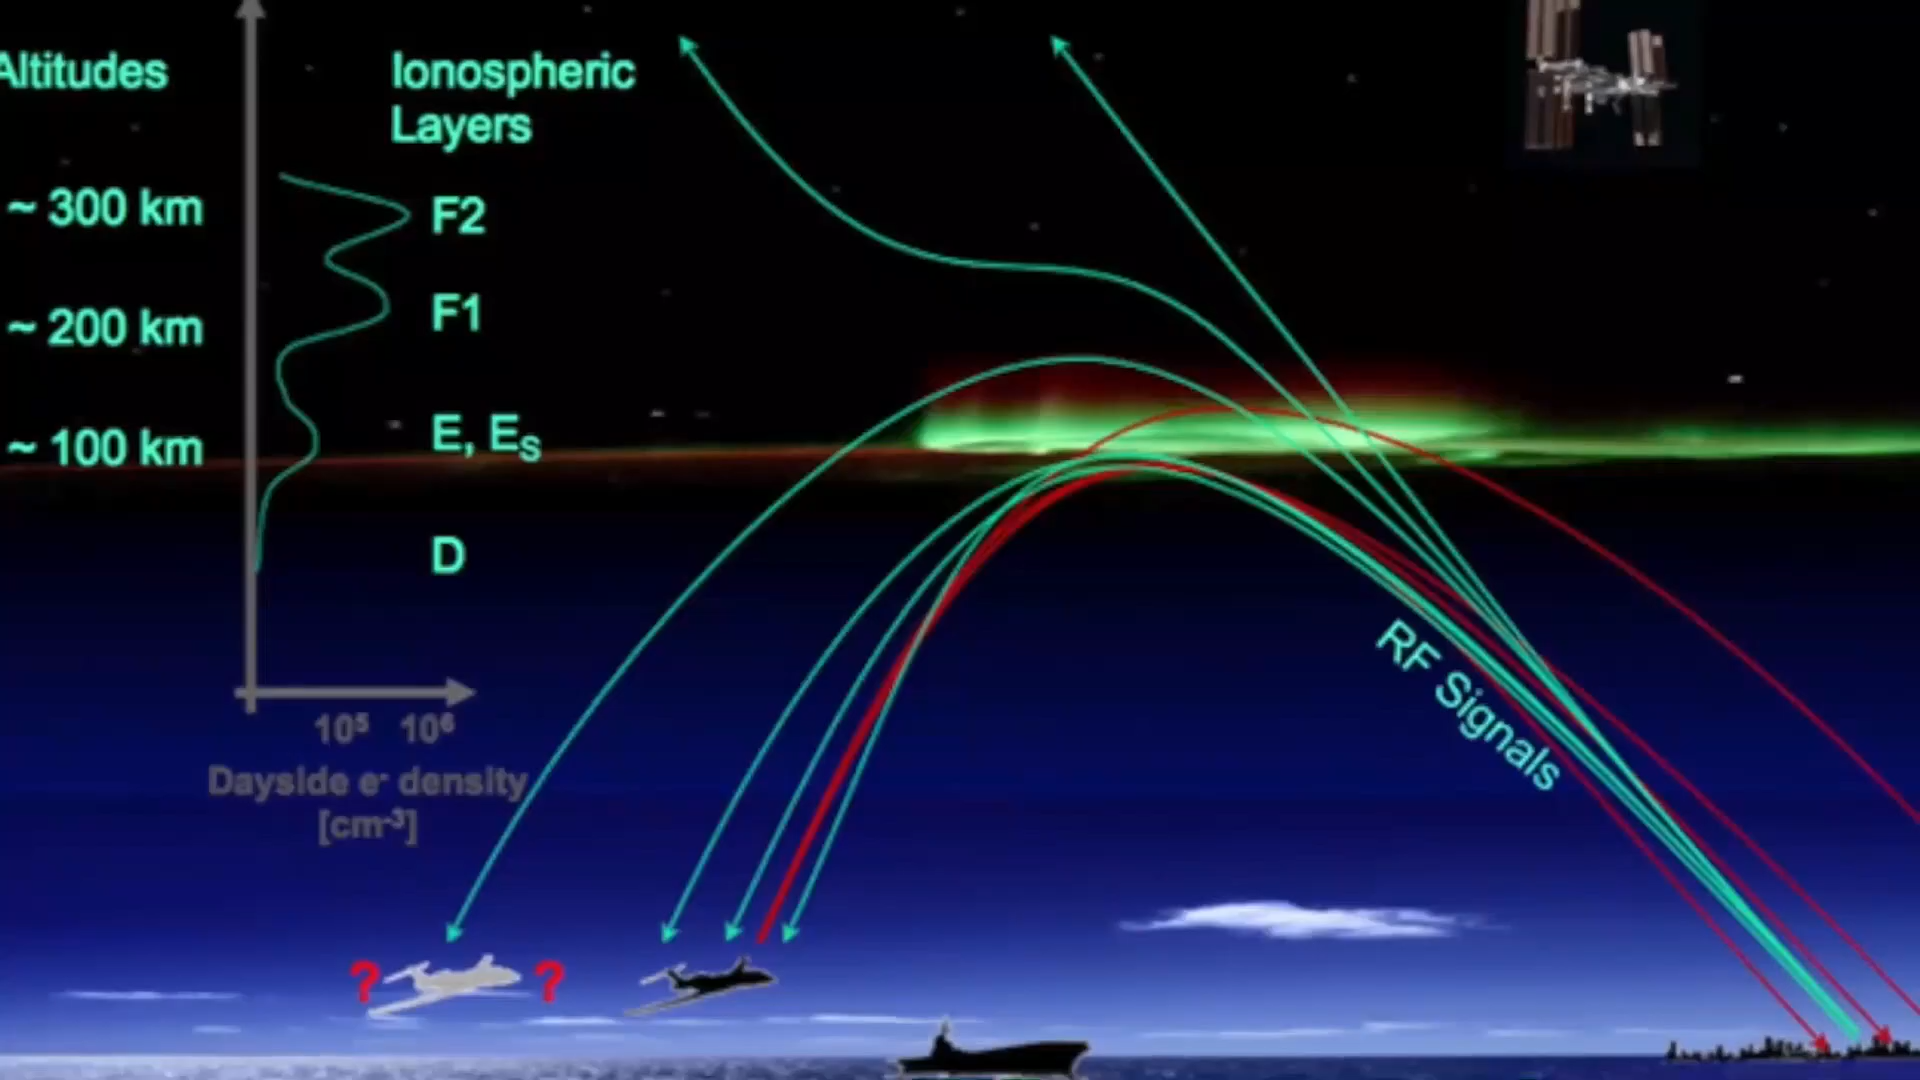 Altitudes
Ionospheric
Layers
~ 300 km
F2
~ 200 km
F1
~ 100 km
E, Es
D
10⁵ 10⁶
Dayside e⁻ density
[cm⁻³]
RF Signals
? ?